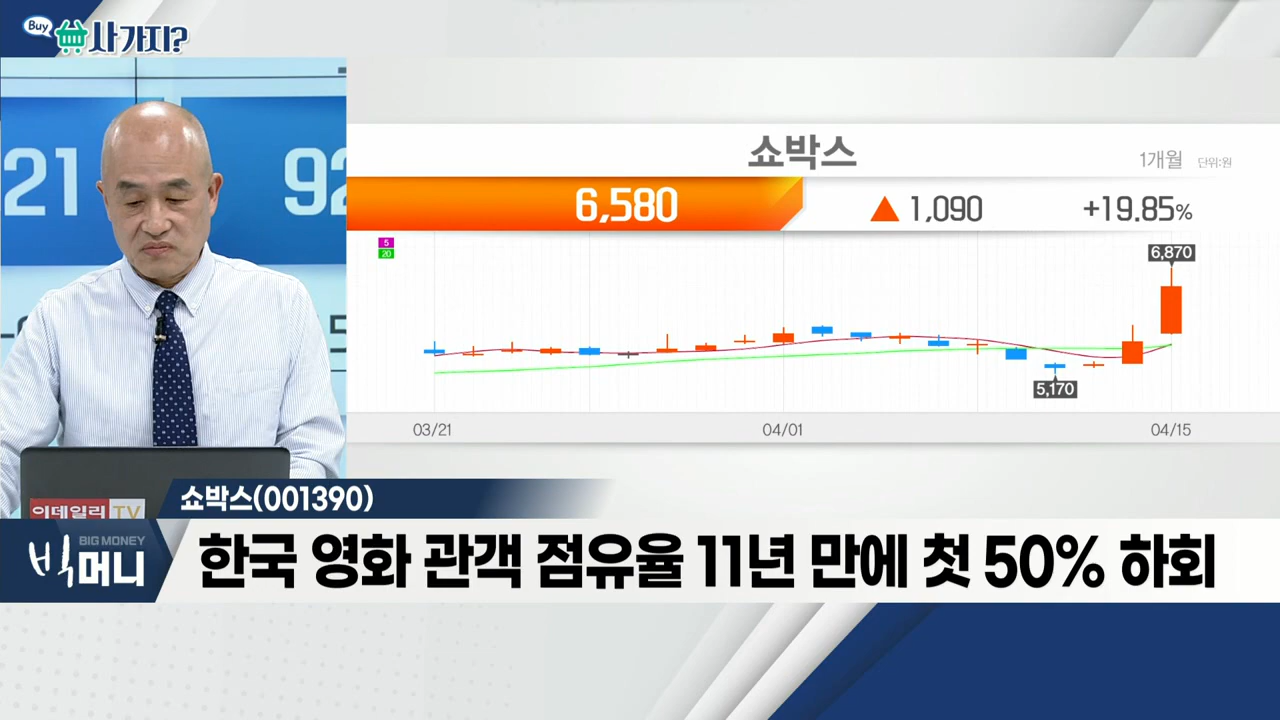 Buy
사 가지?
21
92
쇼박스
1개월 단위:원
6,580 ▲ 1,090 +19.85%
5
20
6,870
5,170
03/21 04/01 04/15
이데일리 TV
쇼박스(001390)
BIG MONEY
빅머니
한국 영화 관객 점유율 11년 만에 첫 50% 하회